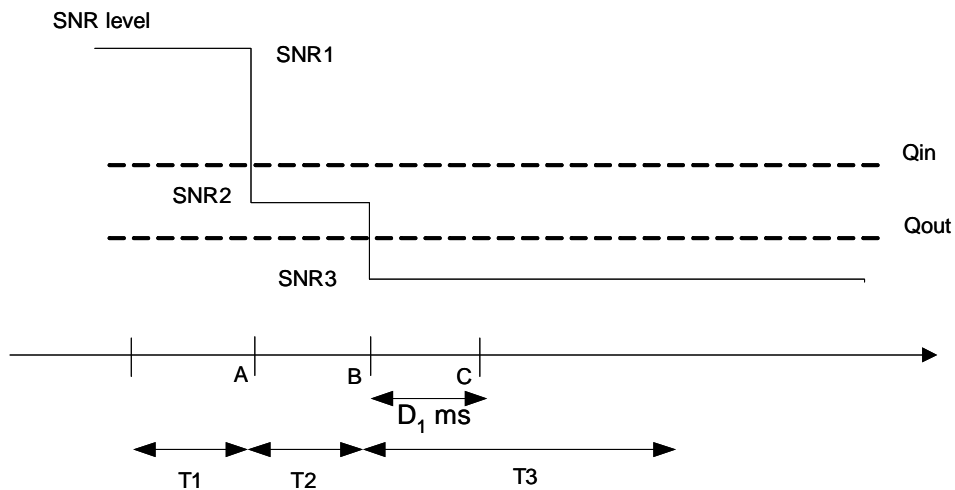 SNR level
SNR1
Qin
SNR2
Qout
SNR3
A
B
C
D1 ms
T1
T2
T3